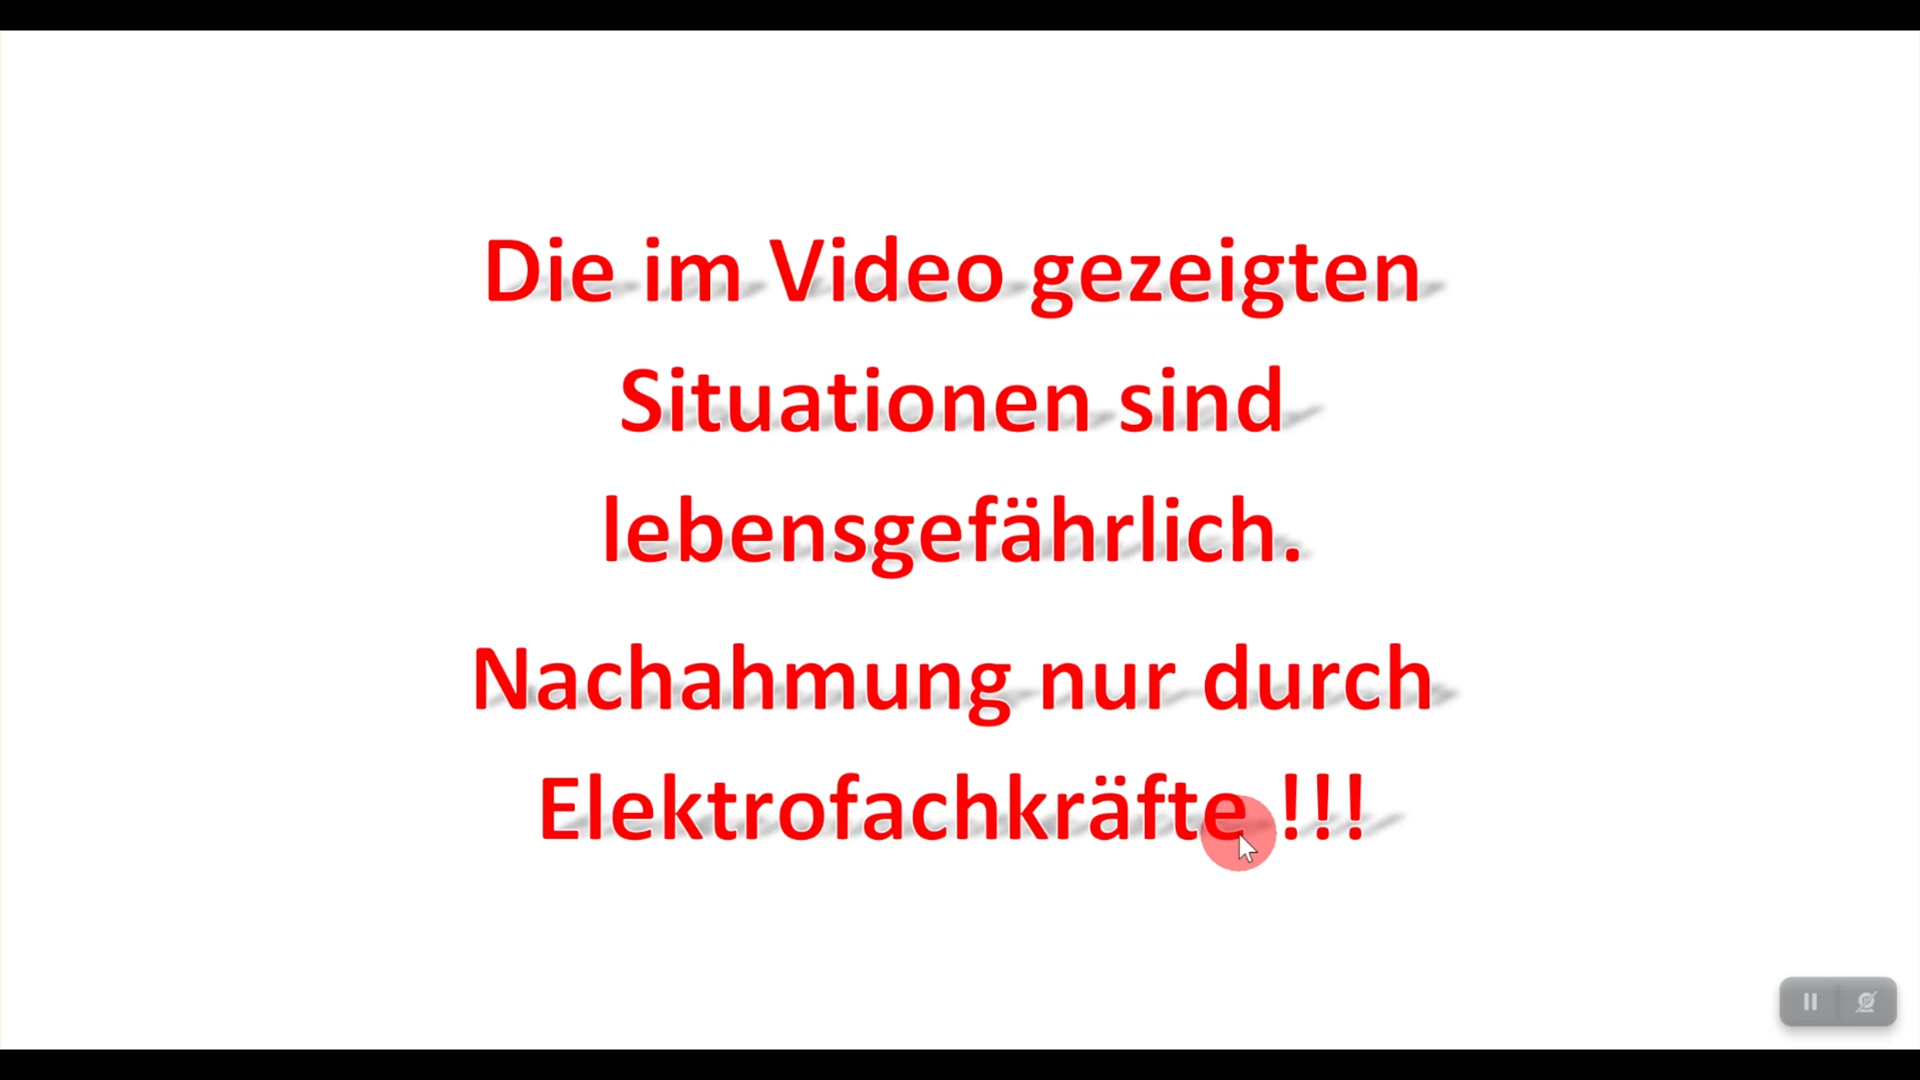 Die im Video gezeigten
Situationen sind
lebensgefährlich.
Nachahmung nur durch
Elektrofachkräfte !!!